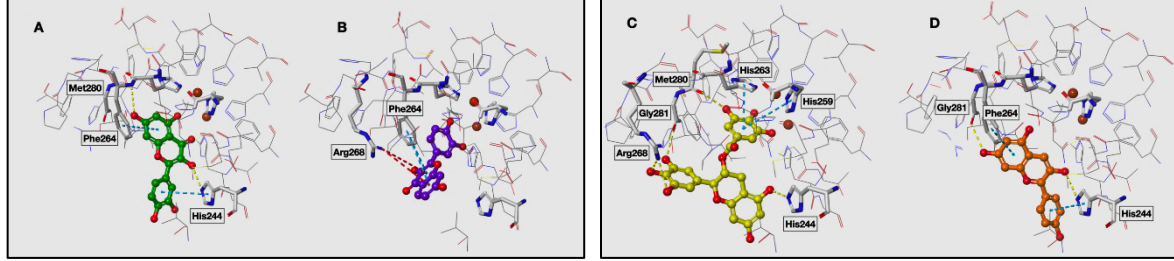 A
Met280
Phe264
His244
B
Phe264
Arg268
C
His263
Met280
His259
Gly281
Arg268
His244
D
Gly281
Phe264
His244